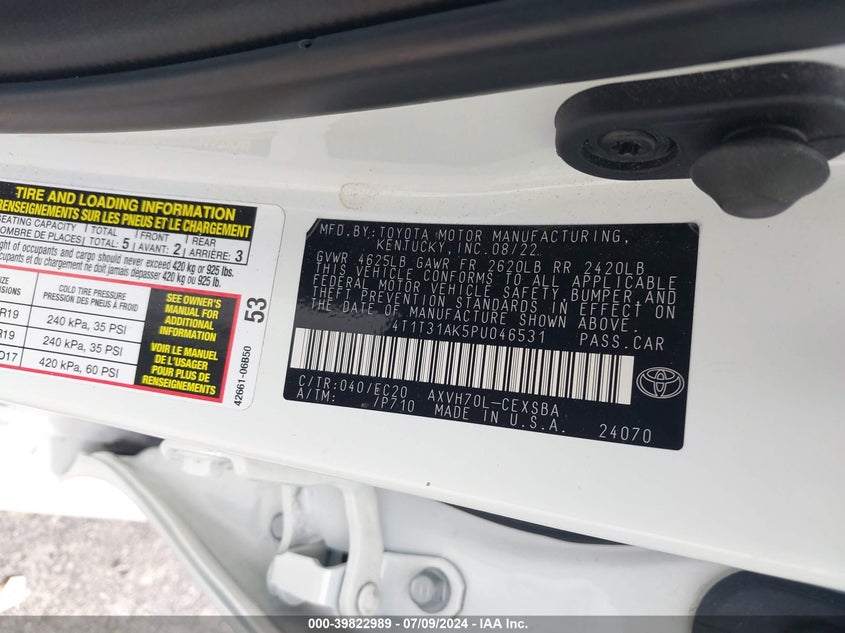 TIRE AND LOADING INFORMATION
RENSEIGNEMENTS SUR LES PNEUS ET LE CHARGEMENT
SEATING CAPACITY TOTAL FRONT REAR
NOMBRE DE PLACES TOTAL: 5 AVANT: 2 ARRIÈRE: 3
of occupants and cargo should never exceed 420 kg or 925 lbs.
et du chargement ne doit jamais dépasser 420 kg ou 925 lb.
COLD TIRE PRESSURE
PRESSION DES PNEUS À FROID
R19 240 kPa, 35 PSI
R19 240 kPa, 35 PSI
D17 420 kPa, 60 PSI
SEE OWNER'S
MANUAL FOR
ADDITIONAL
INFORMATION
VOIR LE MANUEL
DE L'USAGER
POUR PLUS DE
RENSEIGNEMENTS
53
42661-06B50
MFD.BY:TOYOTA MOTOR MANUFACTURING,
KENTUCKY, INC.08/22
GVWR 4625LB GAWR FR 2620LB RR 2420LB
THIS VEHICLE CONFORMS TO ALL APPLICABLE
FEDERAL MOTOR VEHICLE SAFETY, BUMPER, AND
THEFT PREVENTION STANDARDS IN EFFECT ON
THE DATE OF MANUFACTURE SHOWN ABOVE.
4T1T31AK5PU046531 PASS.CAR
C/TR:040/EC20 AXVH70L-CEXSBA
A/TM: /P710 MADE IN U.S.A. 24070
TOYOTA
000-39822989 | 07/09/2024 | IAA Inc.